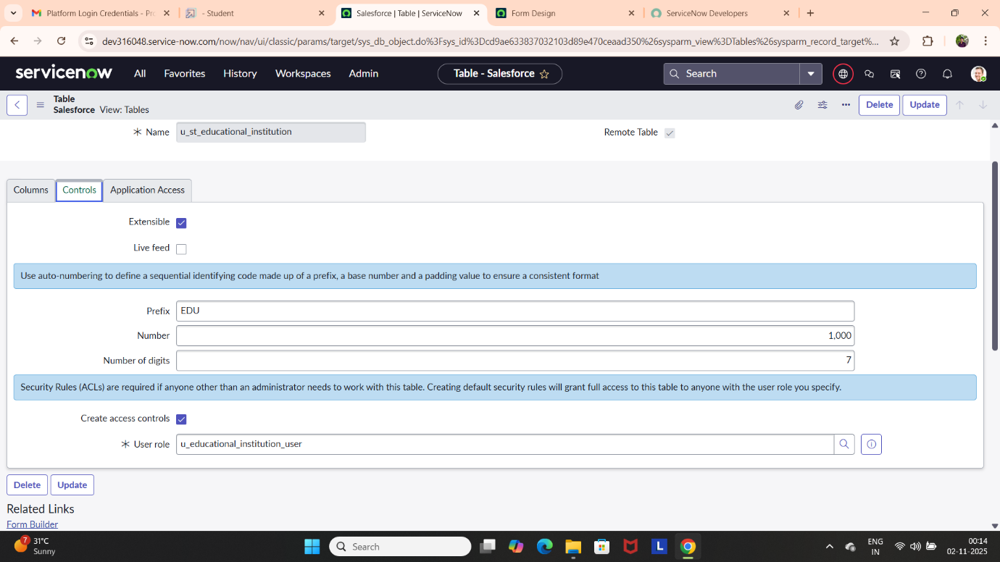 Platform Login Credentials - Pro
- Student
Salesforce | Table | ServiceNow
Form Design
ServiceNow Developers
dev316048.service-now.com/now/nav/ui/classic/params/target/sys_db_object.do%3Fsys_id%3Dcd9ae633837032103d89e470ceaad350%26sysparm_view%3DTables%26sysparm_record_target%...
servicenow
All
Favorites
History
Workspaces
Admin
Table - Salesforce
Search
Table
Salesforce View: Tables
Delete
Update
* Name
u_st_educational_institution
Remote Table
Columns
Controls
Application Access
Extensible
Live feed
Use auto-numbering to define a sequential identifying code made up of a prefix, a base number and a padding value to ensure a consistent format
Prefix
EDU
Number
1,000
Number of digits
7
Security Rules (ACLs) are required if anyone other than an administrator needs to work with this table. Creating default security rules will grant full access to this table to anyone with the user role you specify.
Create access controls
* User role
u_educational_institution_user
Delete
Update
Related Links
Form Builder
7
31°C
Sunny
Search
L
ENG
IN
00:14
02-11-2025